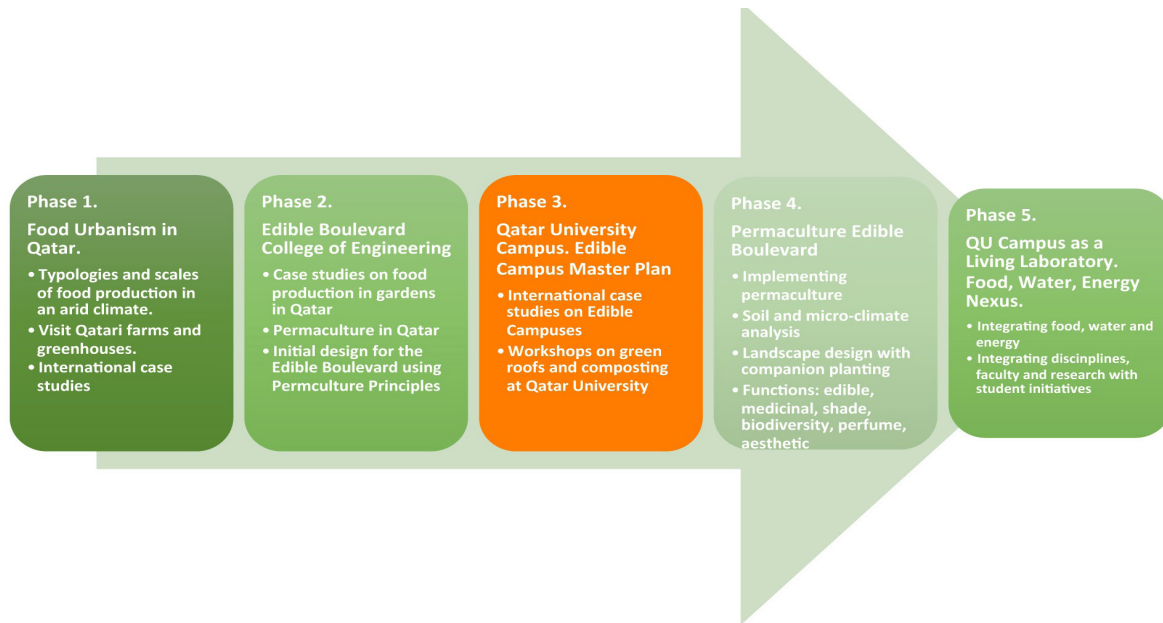 Phase 1.
Food Urbanism in
Qatar.
• Typologies and scales
of food production in
an arid climate.
• Visit Qatari farms and
greenhouses.
• International case
studies
Phase 2.
Edible Boulevard
College of Engineering
• Case studies on food
production in gardens
in Qatar
• Permaculture in Qatar
• Initial design for the
Edible Boulevard using
Permculture Principles
Phase 3.
Qatar University
Campus. Edible
Campus Master Plan
• International case
studies on Edible
Campuses
• Workshops on green
roofs and composting
at Qatar University
Phase 4.
Permaculture Edible
Boulevard
• Implementing
permaculture
• Soil and micro-climate
analysis
• Landscape design with
companion planting
• Functions: edible,
medicinal, shade,
biodiversity, perfume,
aesthetic
Phase 5.
QU Campus as a
Living Laboratory.
Food, Water, Energy
Nexus.
• Integrating food, water and
energy
• Integrating discinplines,
faculty and research with
student initiatives